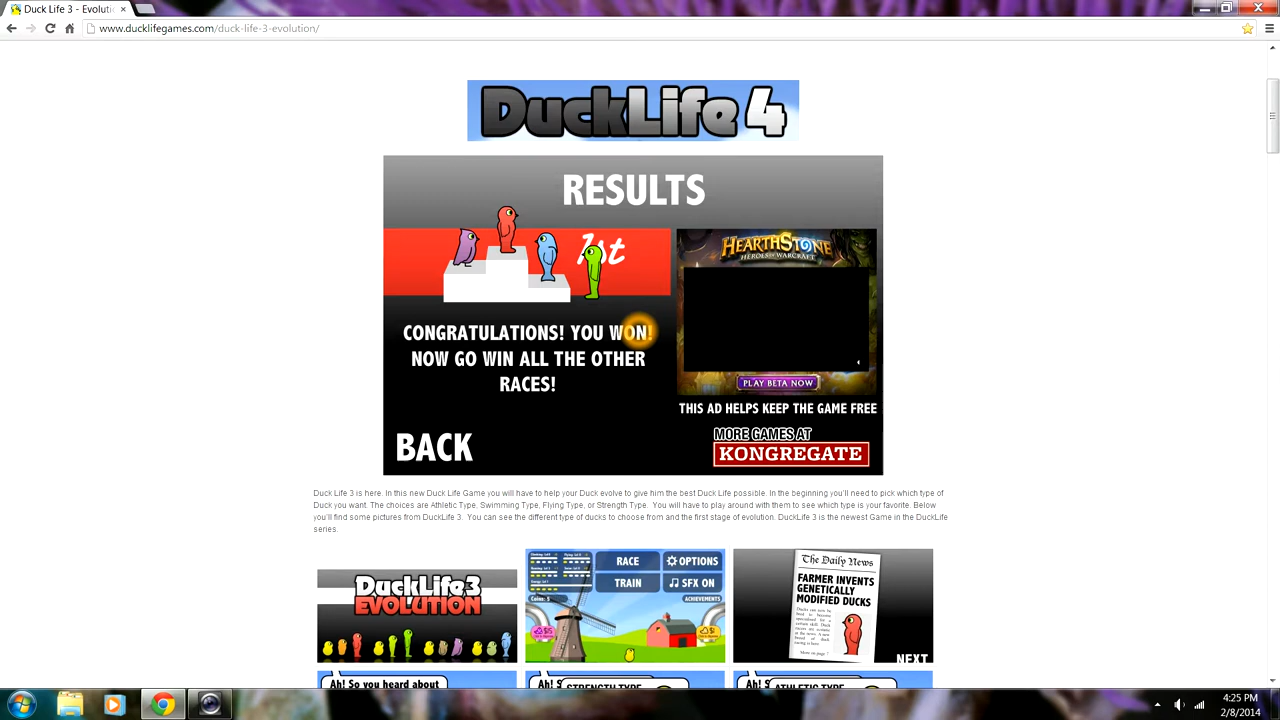 Duck Life 3 - Evoluti
www.ducklifegames.com/duck-life-3-evolution/
DuckLife 4
RESULTS
1st
HEARTHSTONE
HEROES OF WARCRAFT
CONGRATULATIONS! YOU WON!
NOW GO WIN ALL THE OTHER
RACES!
PLAY BETA NOW
THIS AD HELPS KEEP THE GAME FREE
BACK
MORE GAMES AT
KONGREGATE
Duck Life 3 is here. In this new Duck Life Game you will have to help your Duck evolve to give him the best Duck Life possible. In the beginning you'll need to pick which type of
Duck you want. The choices are Athletic Type, Swimming Type, Flying Type, or Strength Type. You will have to play around with them to see which type is your favorite. Below
you'll find some pictures from DuckLife 3. You can see the different type of ducks to choose from and the first stage of evolution. DuckLife 3 is the newest Game in the DuckLife
series.
DuckLife3
EVOLUTION
RACE
OPTIONS
TRAIN
SFX ON
Coins: 5
ACHIEVEMENTS
The Daily News
FARMER INVENTS
GENETICALLY
MODIFIED DUCKS
NEXT
Ah! So you heard about
Ah! S
STRENGTH TYPE
Ah! S
ATHLETIC TYPE
4:25 PM
2/8/2014